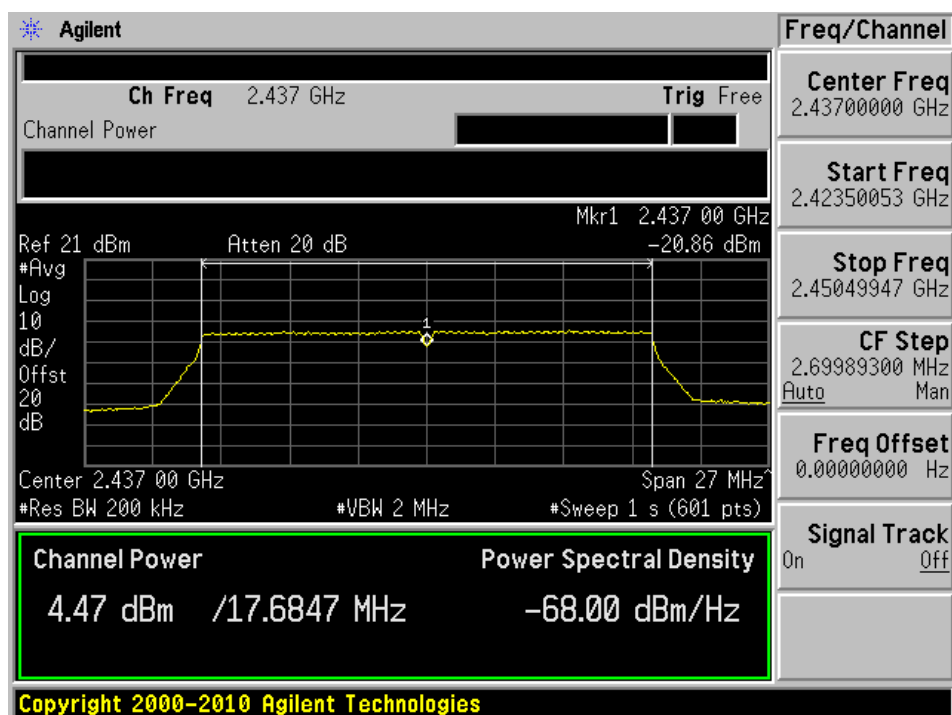 Agilent
Freq/Channel
Ch Freq 2.437 GHz Trig Free
Channel Power
Mkr1 2.437 00 GHz
Ref 21 dBm Atten 20 dB -20.86 dBm
#Avg
Log
10
dB/
Offst
20
dB
1
Center 2.437 00 GHz Span 27 MHz^
#Res BW 200 kHz #VBW 2 MHz #Sweep 1 s (601 pts)
Channel Power Power Spectral Density
4.47 dBm /17.6847 MHz -68.00 dBm/Hz
Copyright 2000-2010 Agilent Technologies
Center Freq
2.43700000 GHz
Start Freq
2.42350053 GHz
Stop Freq
2.45049947 GHz
CF Step
2.69989300 MHz
Auto Man
Freq Offset
0.00000000 Hz
Signal Track
On Off